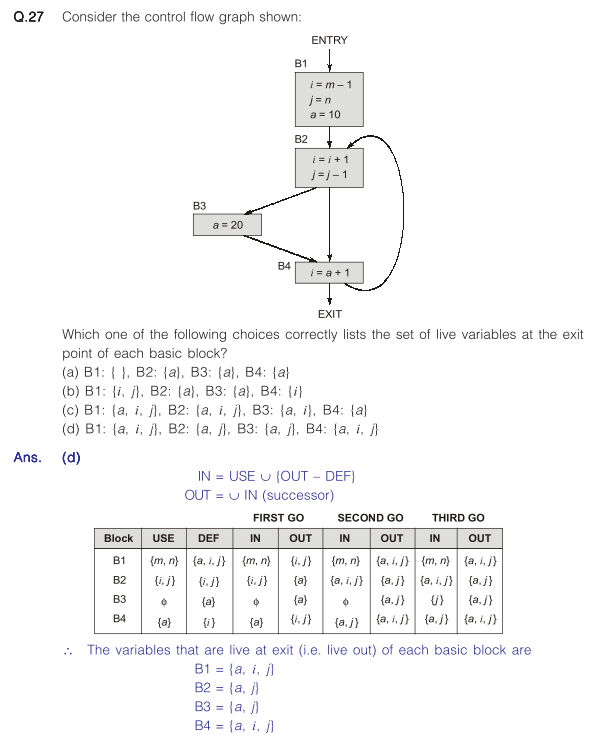 Q.27 Consider the control flow graph shown:
ENTRY
B1
i = m – 1
j = n
a = 10
B2
i = i + 1
j = j – 1
B3
a = 20
B4
i = a + 1
EXIT
Which one of the following choices correctly lists the set of live variables at the exit
point of each basic block?
(a) B1: { }, B2: {a}, B3: {a}, B4: {a}
(b) B1: {i, j}, B2: {a}, B3: {a}, B4: {i}
(c) B1: {a, i, j}, B2: {a, i, j}, B3: {a, i}, B4: {a}
(d) B1: {a, i, j}, B2: {a, j}, B3: {a, j}, B4: {a, i, j}
Ans. (d)
IN = USE ∪ {OUT – DEF}
OUT = ∪ IN (successor)
FIRST GO SECOND GO THIRD GO
Block USE DEF IN OUT IN OUT IN OUT
B1 {m, n} {a, i, j} {m, n} {i, j} {m, n} {a, i, j} {m, n} {a, i, j}
B2 {i, j} {i, j} {i, j} {a} {a, i, j} {a, j} {a, i, j} {a, j}
B3 ϕ {a} ϕ {a} ϕ {a, j} {j} {a, j}
B4 {a} {i} {a} {i, j} {a, j} {a, i, j} {a, j} {a, i, j}
∴ The variables that are live at exit (i.e. live out) of each basic block are
B1 = {a, i, j}
B2 = {a, j}
B3 = {a, j}
B4 = {a, i, j}